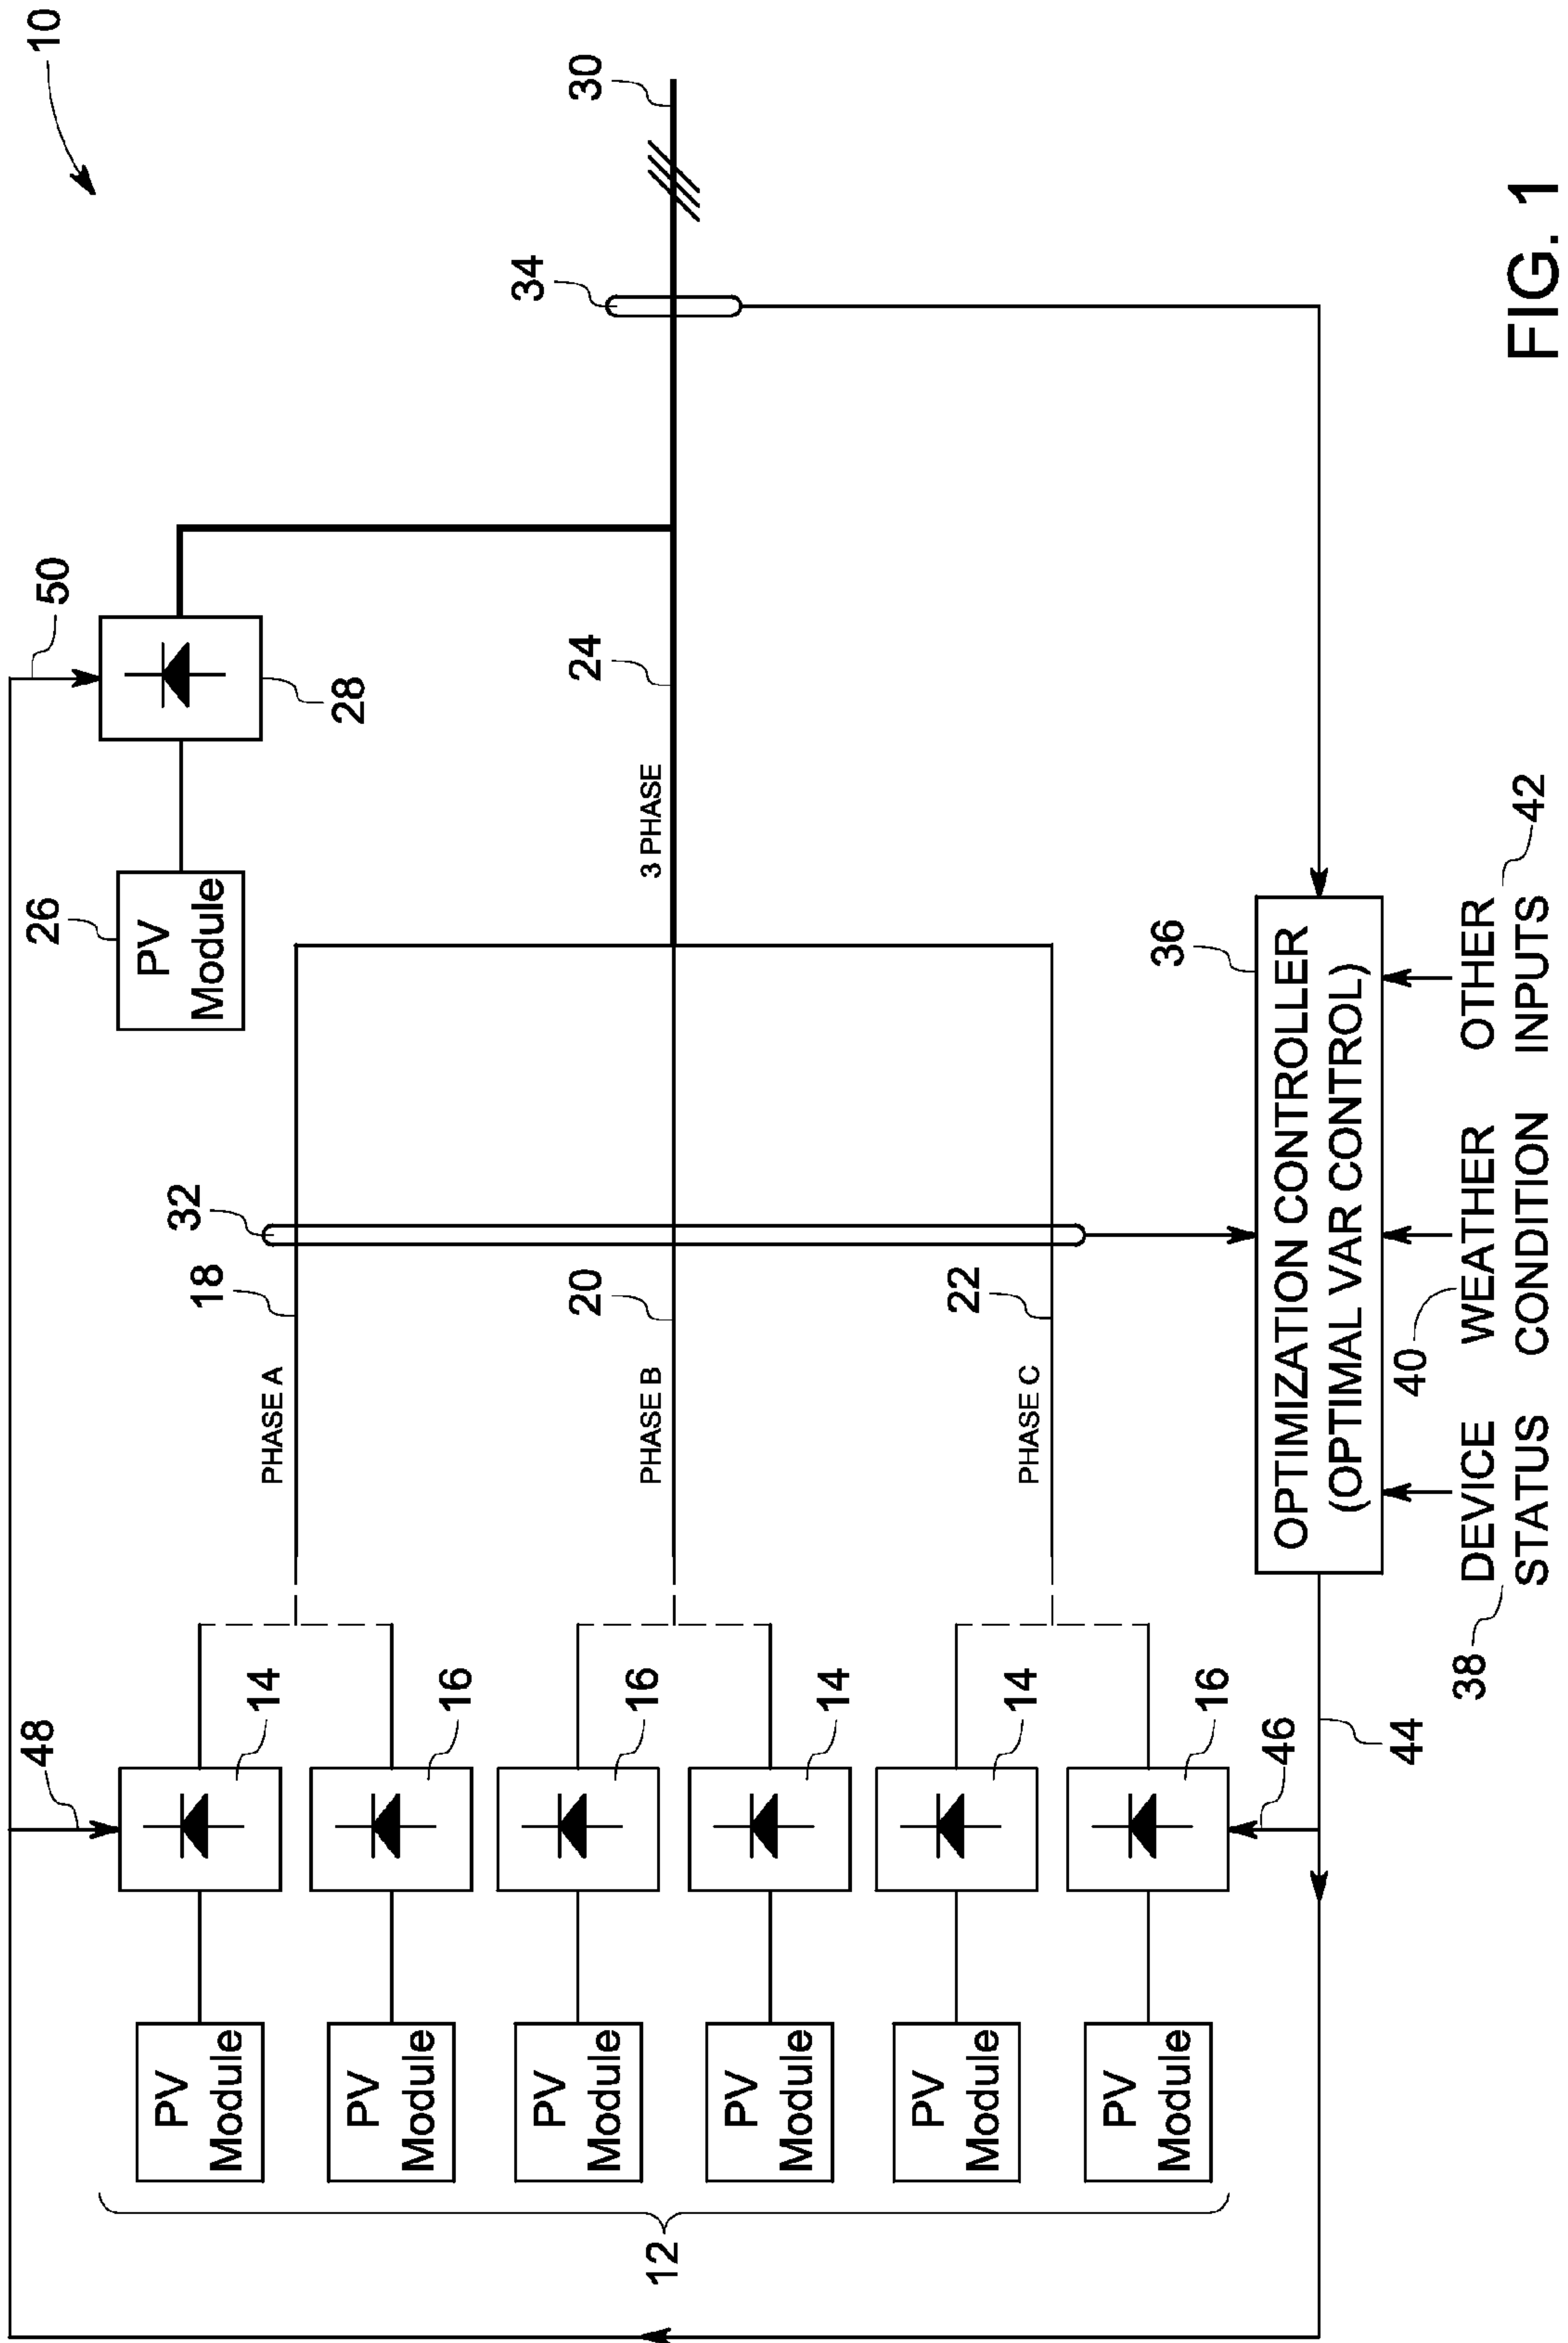 10
48
50
26
PV
Module
28
PV
Module
14
PV
Module
16
PV
Module
16
PV
Module
14
PV
Module
14
PV
Module
16
12
PHASE A
18
32
PHASE B
20
PHASE C
22
3 PHASE
24
34
30
46
44
36
OPTIMIZATION CONTROLLER
(OPTIMAL VAR CONTROL)
38
DEVICE
STATUS
40
WEATHER
CONDITION
OTHER
INPUTS
42
FIG. 1